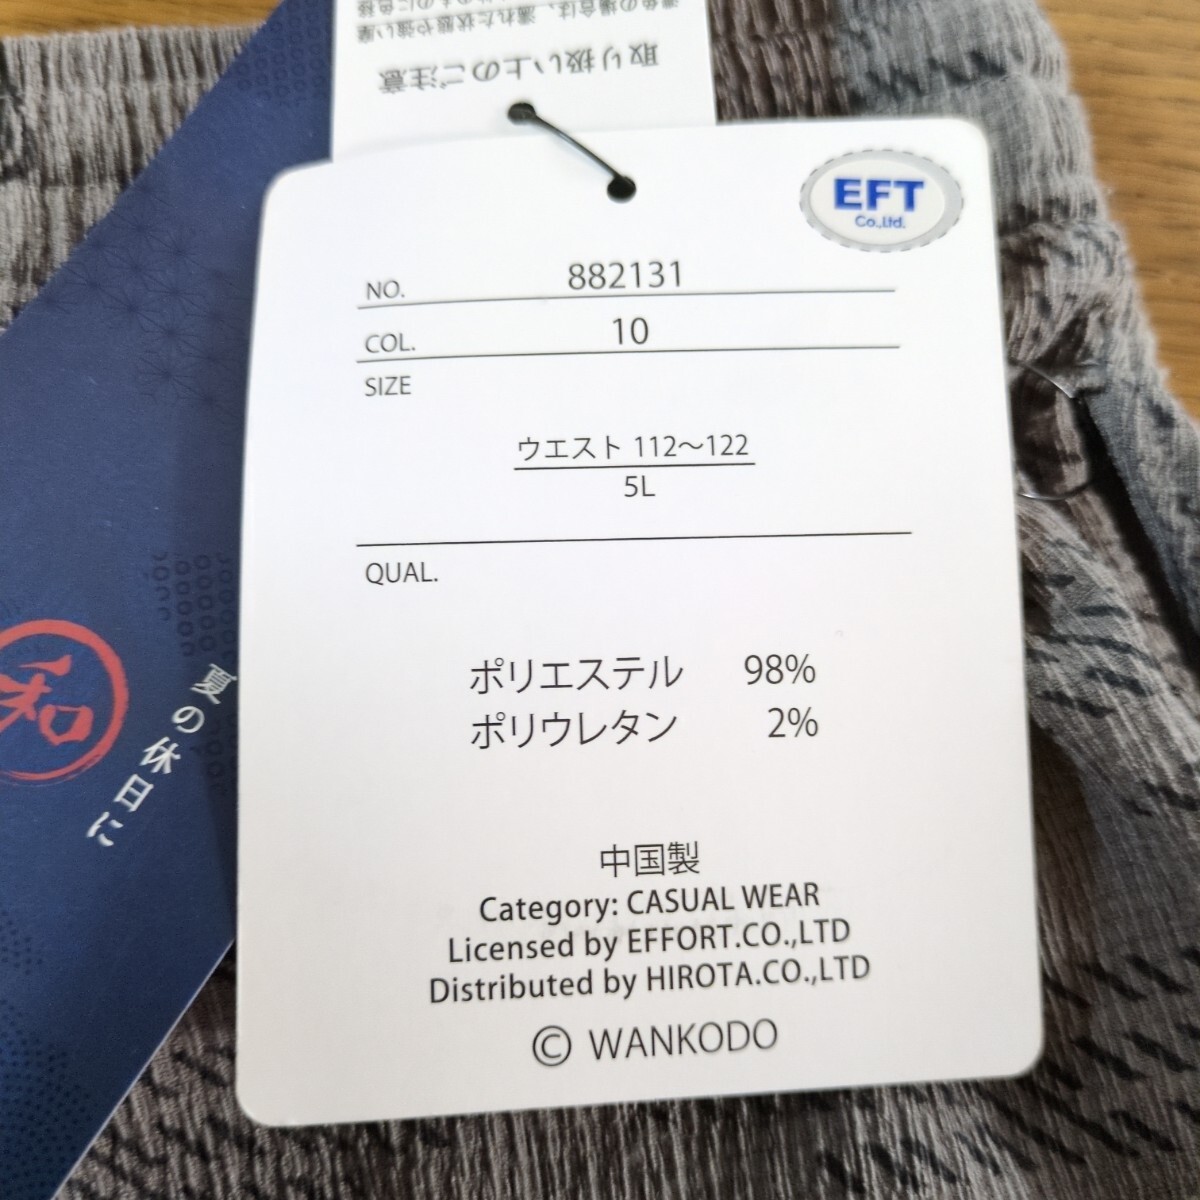 取り扱い上のご注意
EFT
Co.,Ltd.
NO. 882131
COL. 10
SIZE
ウエスト 112～122
5L
QUAL.
ポリエステル 98%
ポリウレタン 2%
中国製
Category: CASUAL WEAR
Licensed by EFFORT.CO.,LTD
Distributed by HIROTA.CO.,LTD
© WANKODO
和
夏の休日に